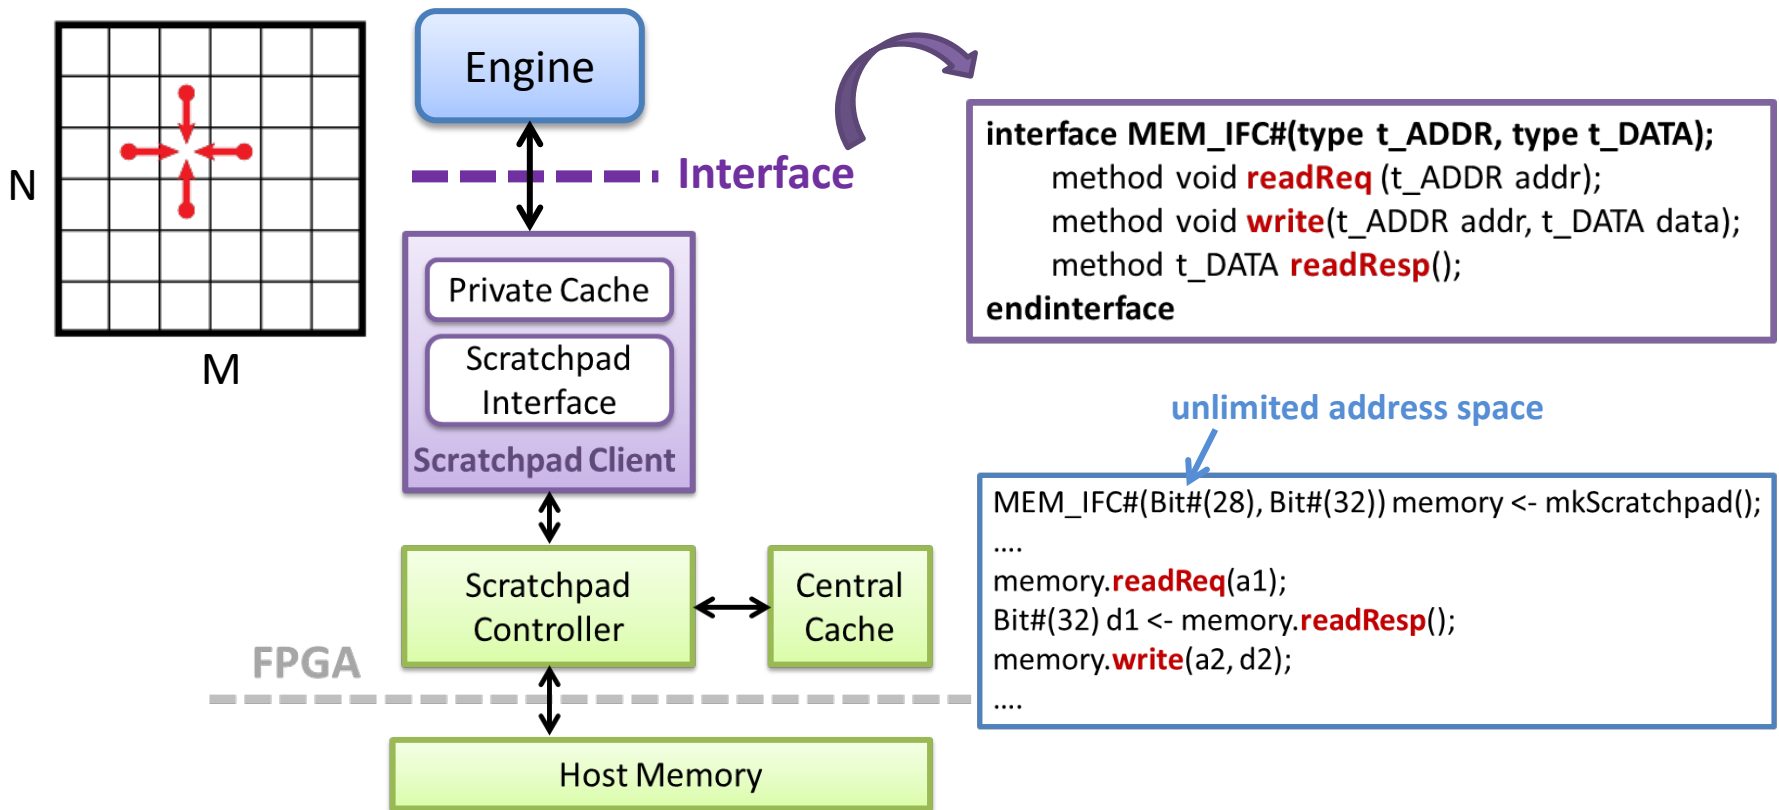 Engine
N
M
Interface
Private Cache
Scratchpad
Interface
Scratchpad Client
Scratchpad
Controller
Central
Cache
FPGA
Host Memory
interface MEM_IFC#(type t_ADDR, type t_DATA);
method void readReq (t_ADDR addr);
method void write(t_ADDR addr, t_DATA data);
method t_DATA readResp();
endinterface
unlimited address space
MEM_IFC#(Bit#(28), Bit#(32)) memory <- mkScratchpad();
....
memory.readReq(a1);
Bit#(32) d1 <- memory.readResp();
memory.write(a2, d2);
....